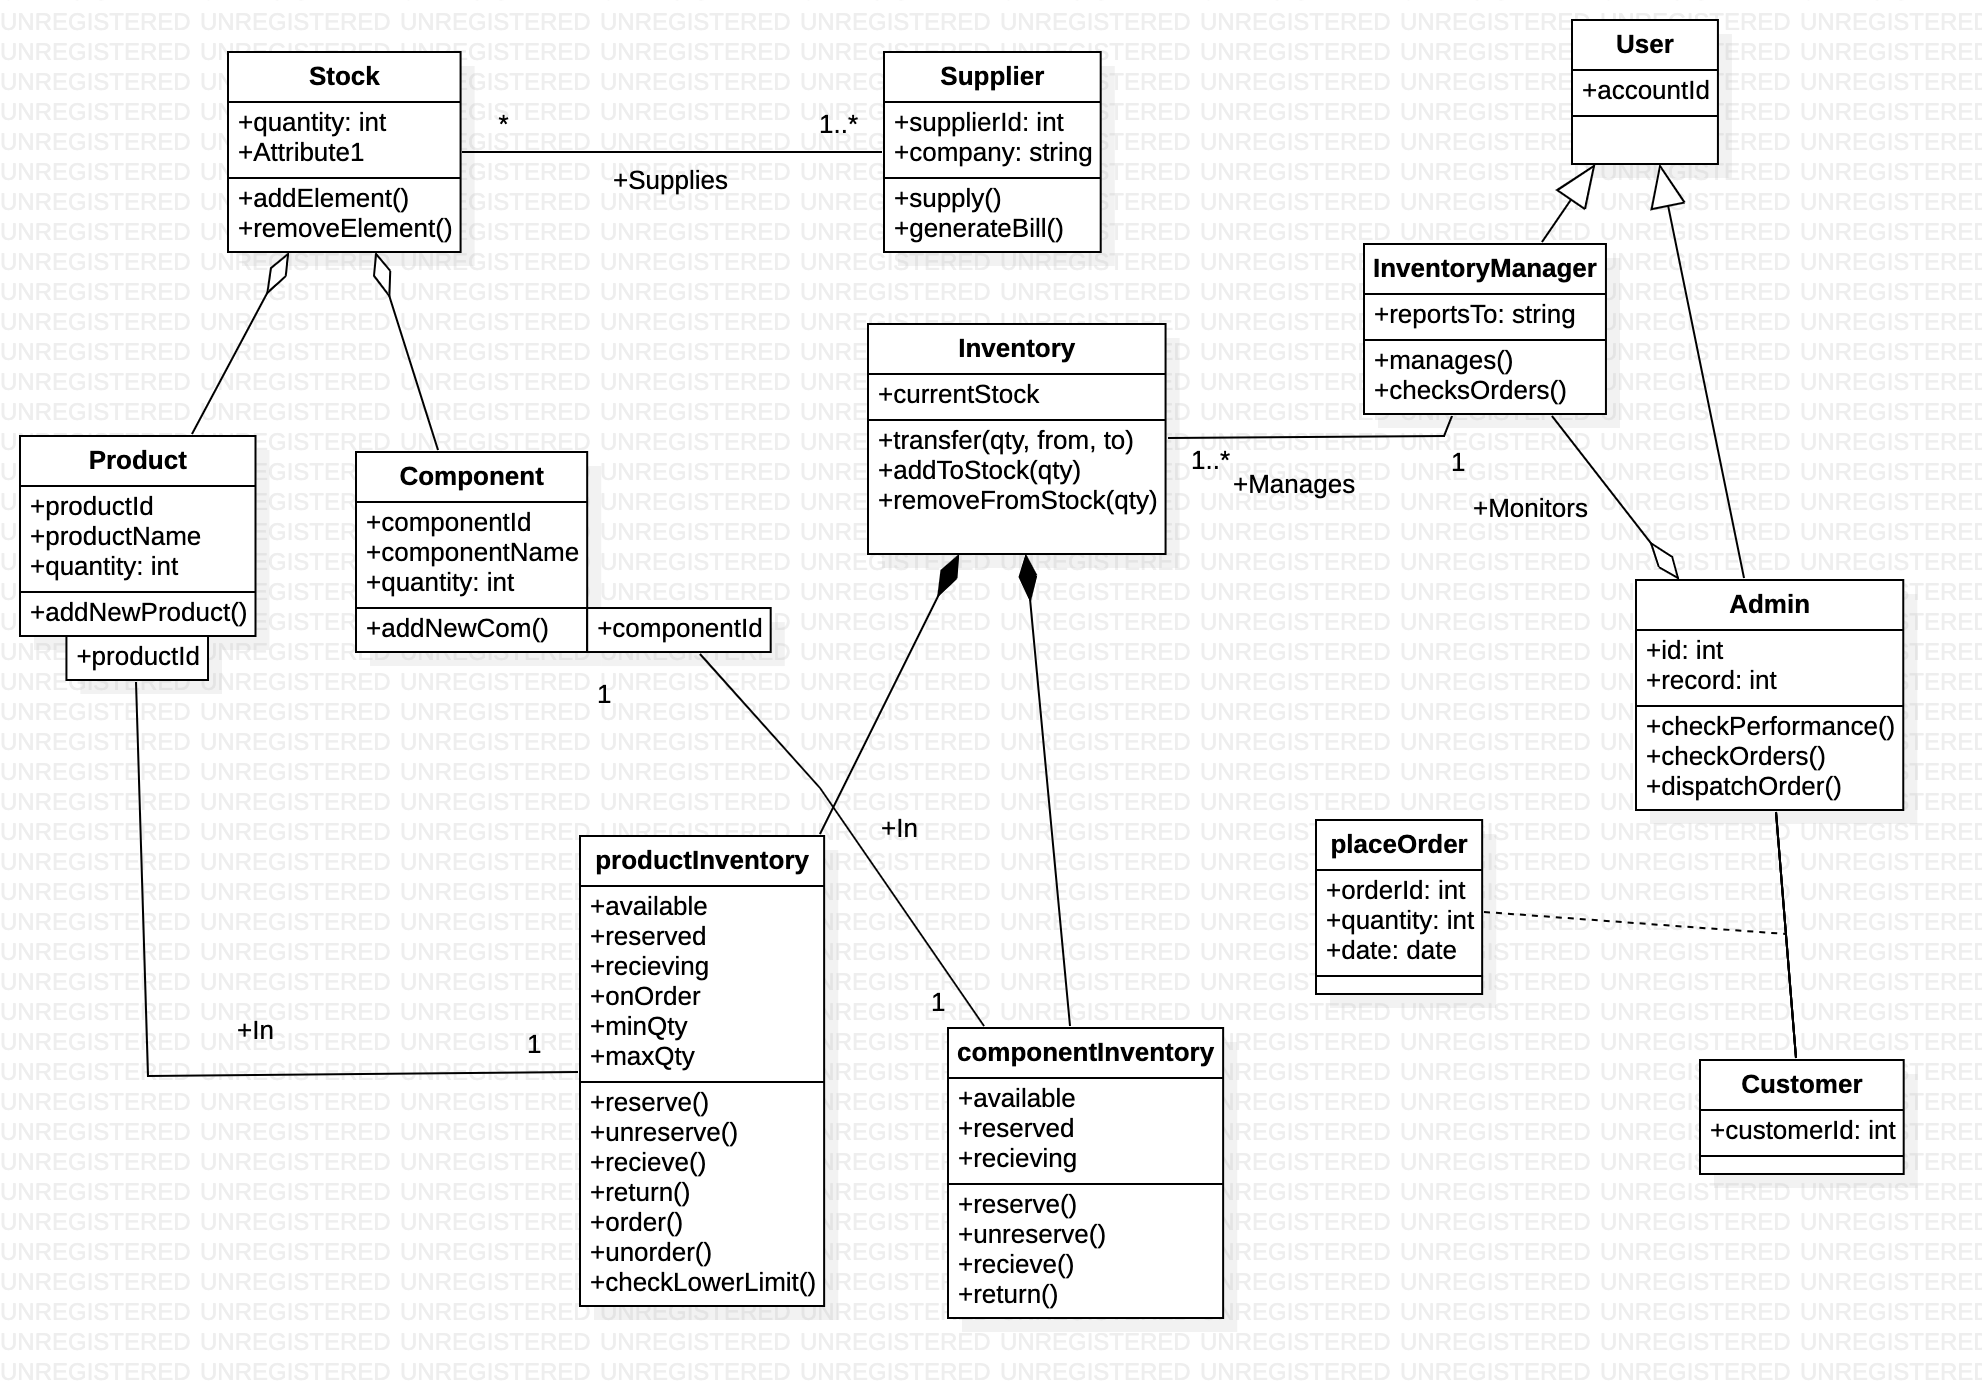 Stock
+quantity: int
+Attribute1
+addElement()
+removeElement()
*
1..*
+Supplies
Supplier
+supplierId: int
+company: string
+supply()
+generateBill()
User
+accountId
InventoryManager
+reportsTo: string
+manages()
+checksOrders()
Inventory
+currentStock
+transfer(qty, from, to)
+addToStock(qty)
+removeFromStock(qty)
1..*
+Manages
1
+Monitors
Product
+productId
+productName
+quantity: int
+addNewProduct()
+productId
Component
+componentId
+componentName
+quantity: int
+addNewCom()
+componentId
1
Admin
+id: int
+record: int
+checkPerformance()
+checkOrders()
+dispatchOrder()
+In
placeOrder
+orderId: int
+quantity: int
+date: date
productInventory
+available
+reserved
+recieving
+onOrder
+minQty
+maxQty
+reserve()
+unreserve()
+recieve()
+return()
+order()
+unorder()
+checkLowerLimit()
+In
1
1
componentInventory
+available
+reserved
+recieving
+reserve()
+unreserve()
+recieve()
+return()
Customer
+customerId: int
UNREGISTERED UNREGISTERED UNREGISTERED UNREGISTERED UNREGISTERED UNREGISTERED UNREGISTERED UNREGISTERED UNREGISTERED UNREGISTERED